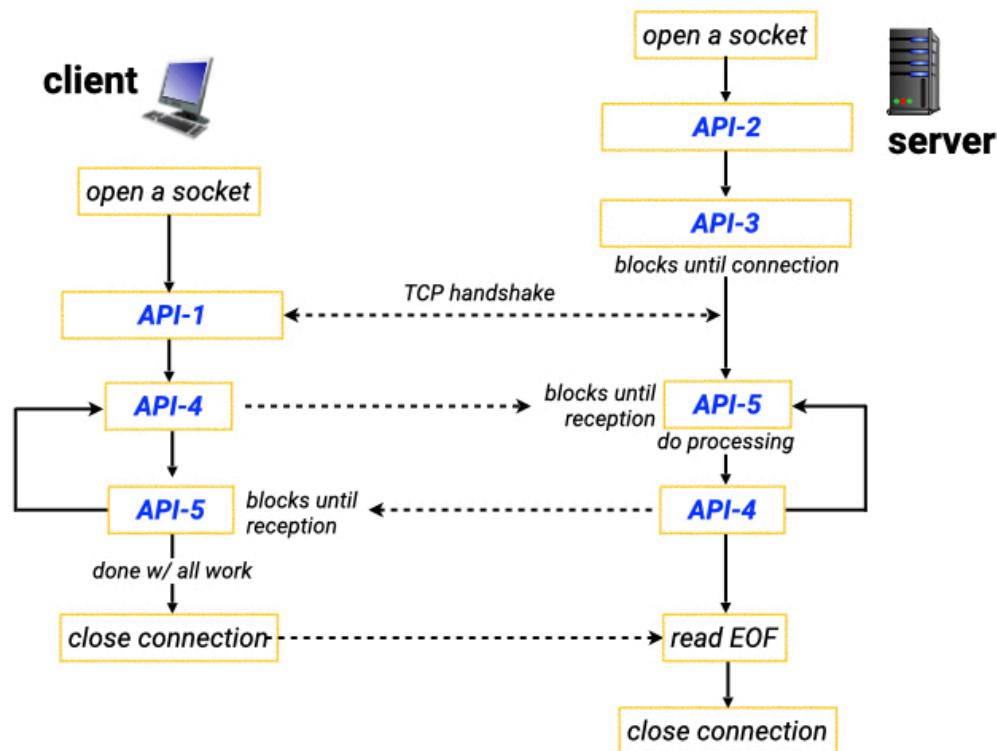 open a socket
client
API-2
server
open a socket
API-3
blocks until connection
TCP handshake
API-1
API-4
blocks until
reception
API-5
do processing
API-5
blocks until
reception
API-4
done w/ all work
close connection
read EOF
close connection